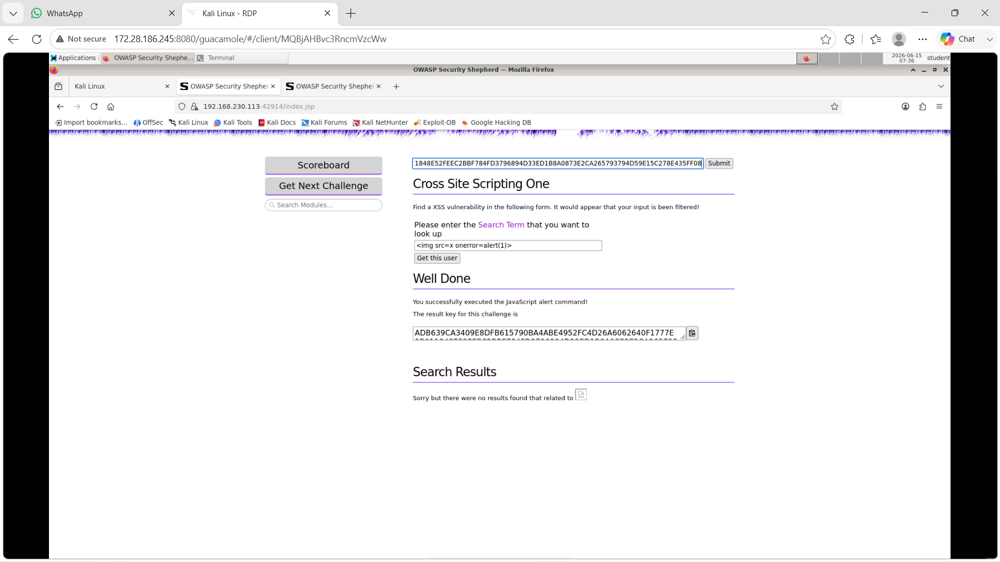 WhatsApp
Kali Linux - RDP
Not secure 172.28.186.245:8080/guacamole/#/client/MQBjAHBvc3RncmVzcWw
Chat
Applications
OWASP Security Shephe...
Terminal
2026-06-15
07:36
student
OWASP Security Shepherd — Mozilla Firefox
Kali Linux
OWASP Security Shepher
OWASP Security Shepher
192.168.230.113:42914/index.jsp
Import bookmarks...
OffSec
Kali Linux
Kali Tools
Kali Docs
Kali Forums
Kali NetHunter
Exploit-DB
Google Hacking DB
Scoreboard
Get Next Challenge
Search Modules...
1848E52FEEC2BBF784FD3796894D33ED1B8A0873E2CA265793794D59E15C278E435FF08
Submit
Cross Site Scripting One
Find a XSS vulnerability in the following form. It would appear that your input is been filtered!
Please enter the Search Term that you want to
look up
<img src=x onerror=alert(1)>
Get this user
Well Done
You successfully executed the JavaScript alert command!
The result key for this challenge is
ADB639CA3409E8DFB615790BA4ABE4952FC4D26A6062640F1777E
Search Results
Sorry but there were no results found that related to